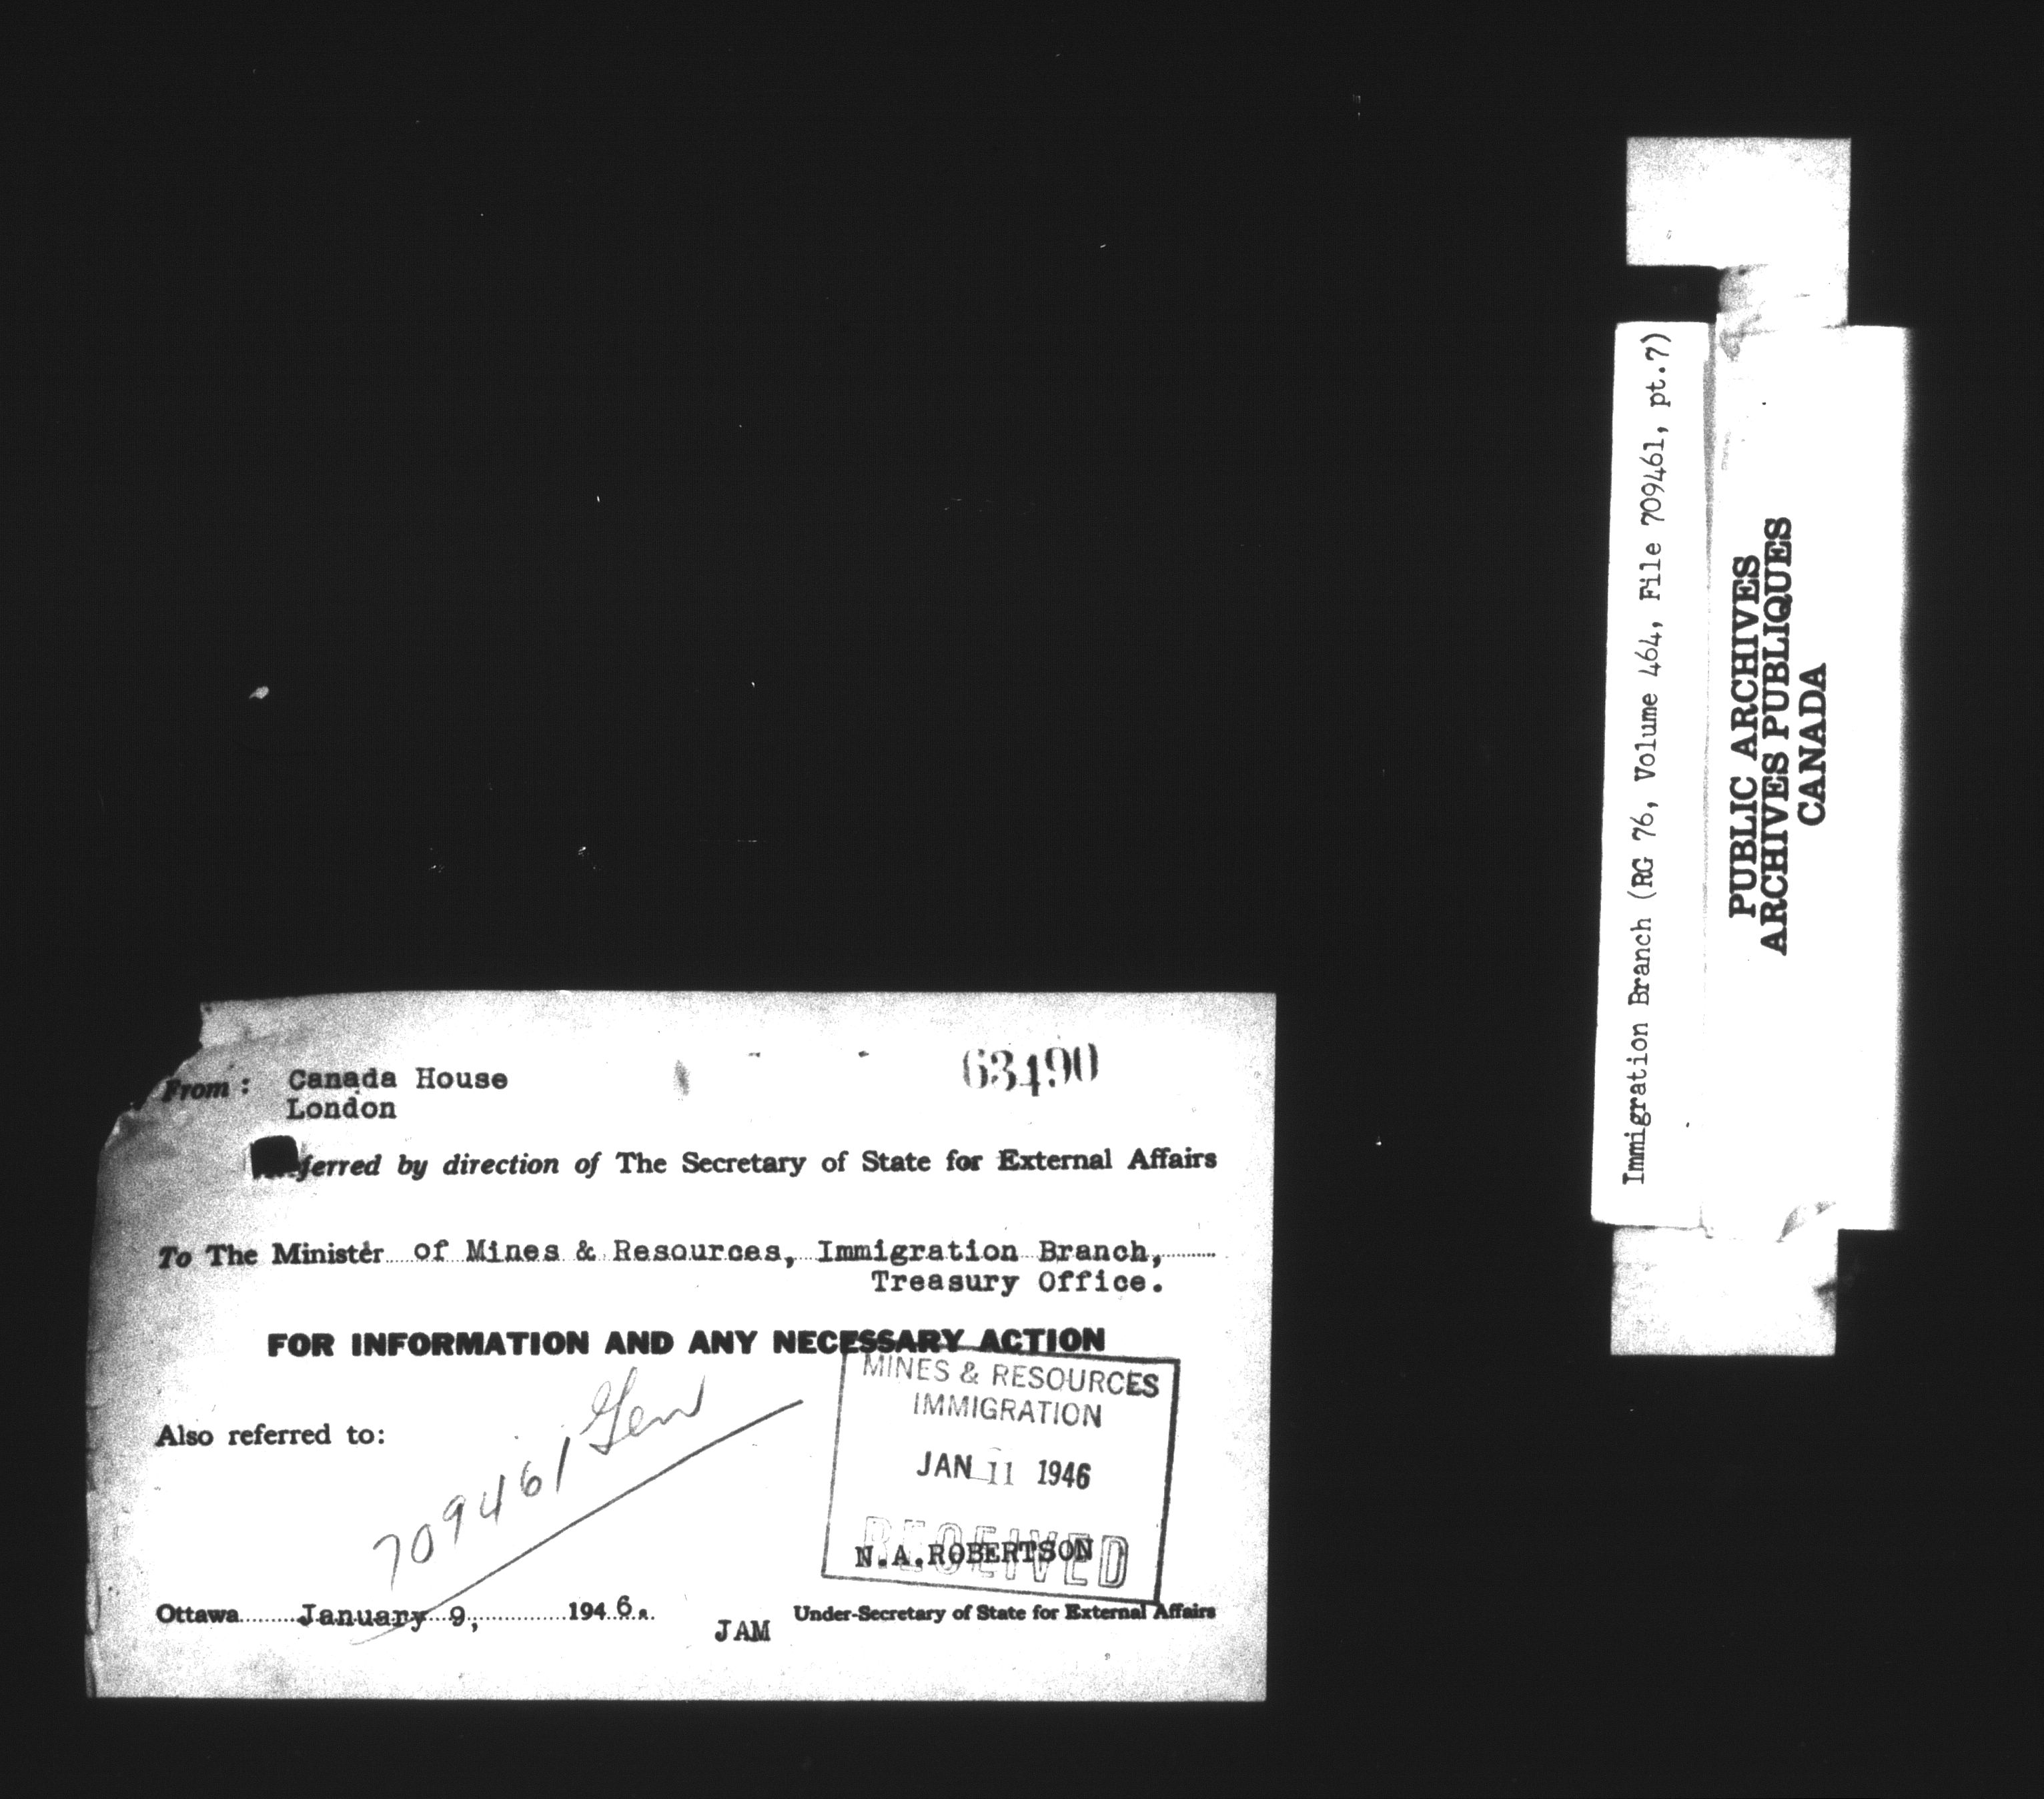 63490
From: Canada House
London
ferred by direction of The Secretary of State for External Affairs
To The Minister of Mines & Resources, Immigration Branch,
Treasury Office.
FOR INFORMATION AND ANY NECESSARY ACTION
MINES & RESOURCES
IMMIGRATION
JAN 11 1946
RECEIVED
Also referred to:
709461 Gen
N.A.ROBERTSON
Ottawa January 9, 1946.
JAM
Under-Secretary of State for External Affairs
Immigration Branch (RG 76, Volume 464, File 709461, pt.7)
PUBLIC ARCHIVES
ARCHIVES PUBLIQUES
CANADA